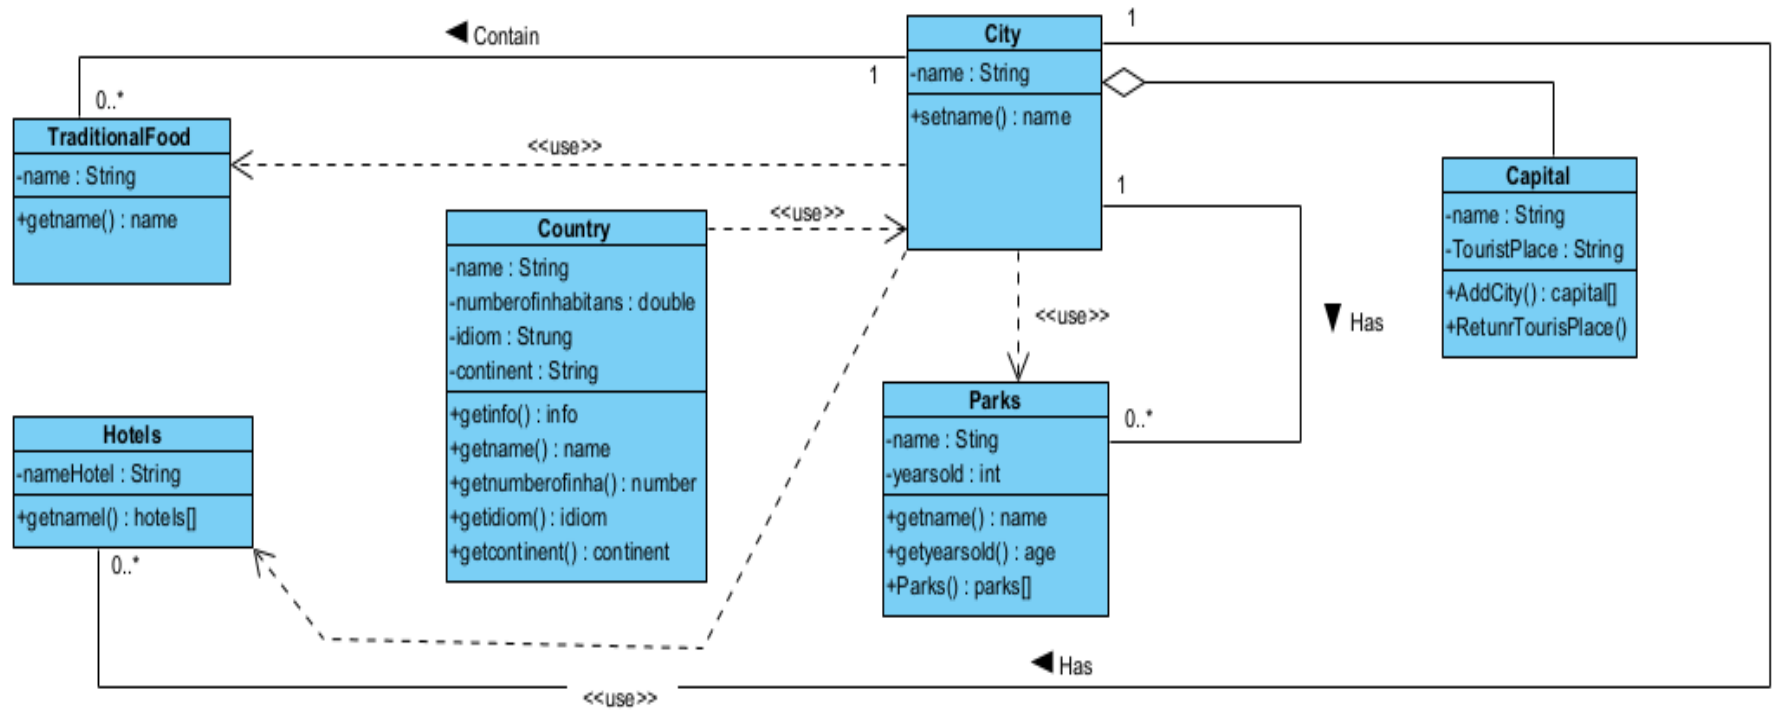 1
City
Contain
-name : String
1
0..*
+setname() : name
TraditionalFood
<<use>>
-name : String
Capital
1
+getname() : name
<<use>>
-name : String
Country
-TouristPlace : String
-name : String
+AddCity() : capital[]
-numberofinhabitans : double
<<use>>
Has
+RetunrTourisPlace()
-idiom : Strung
-continent : String
Parks
+getinfo() : info
0..*
Hotels
-name : Sting
+getname() : name
-nameHotel : String
-yearsold : int
+getnumberofinha() : number
+getnamel() : hotels[]
+getname() : name
+getidiom() : idiom
+getcontinent() : continent
+getyearsold() : age
0..*
+Parks() : parks[]
Has
<<use>>